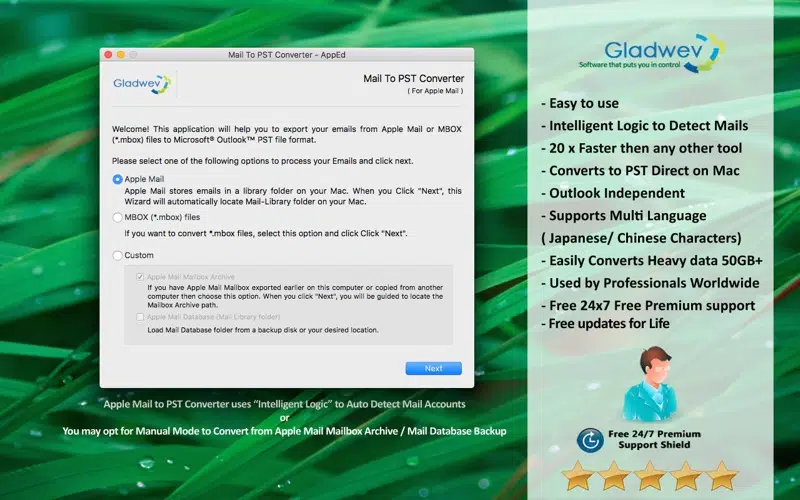 Mail To PST Converter – AppEd
Gladwev
Mail To PST Converter
( For Apple Mail )
Welcome! This application will help you to export your emails from Apple Mail or MBOX
(*.mbox) files to Microsoft® Outlook™ PST file format.
Please select one of the following options to process your Emails and click next.
Apple Mail
Apple Mail stores emails in a library folder on your Mac. When you Click "Next", this
Wizard will automatically locate Mail-Library folder on your Mac.
MBOX (*.mbox) files
If you want to convert *.mbox files, select this option and click Click "Next".
Custom
Apple Mail Mailbox Archive
If you have Apple Mail Mailbox exported earlier on this computer or copied from another
computer then choose this option. When you click "Next", you will be guided to locate the
Mailbox Archive path.
Apple Mail Database (Mail Library folder)
Load Mail Database folder from a backup disk or your desired location.
Next
Apple Mail to PST Converter uses “Intelligent Logic” to Auto Detect Mail Accounts
or
You may opt for Manual Mode to Convert from Apple Mail Mailbox Archive / Mail Database Backup
Gladwev
Software that puts you in control
- Easy to use
- Intelligent Logic to Detect Mails
- 20 x Faster then any other tool
- Converts to PST Direct on Mac
- Outlook Independent
- Supports Multi Language
( Japanese/ Chinese Characters)
- Easily Converts Heavy data 50GB+
- Used by Professionals Worldwide
- Free 24x7 Free Premium support
- Free updates for Life
Free 24/7 Premium
Support Shield